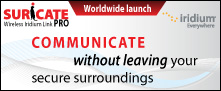 SURICATE
Wireless Iridium Link PRO
Worldwide launch
iridium
Everywhere
COMMUNICATE
without leaving your
secure surroundings